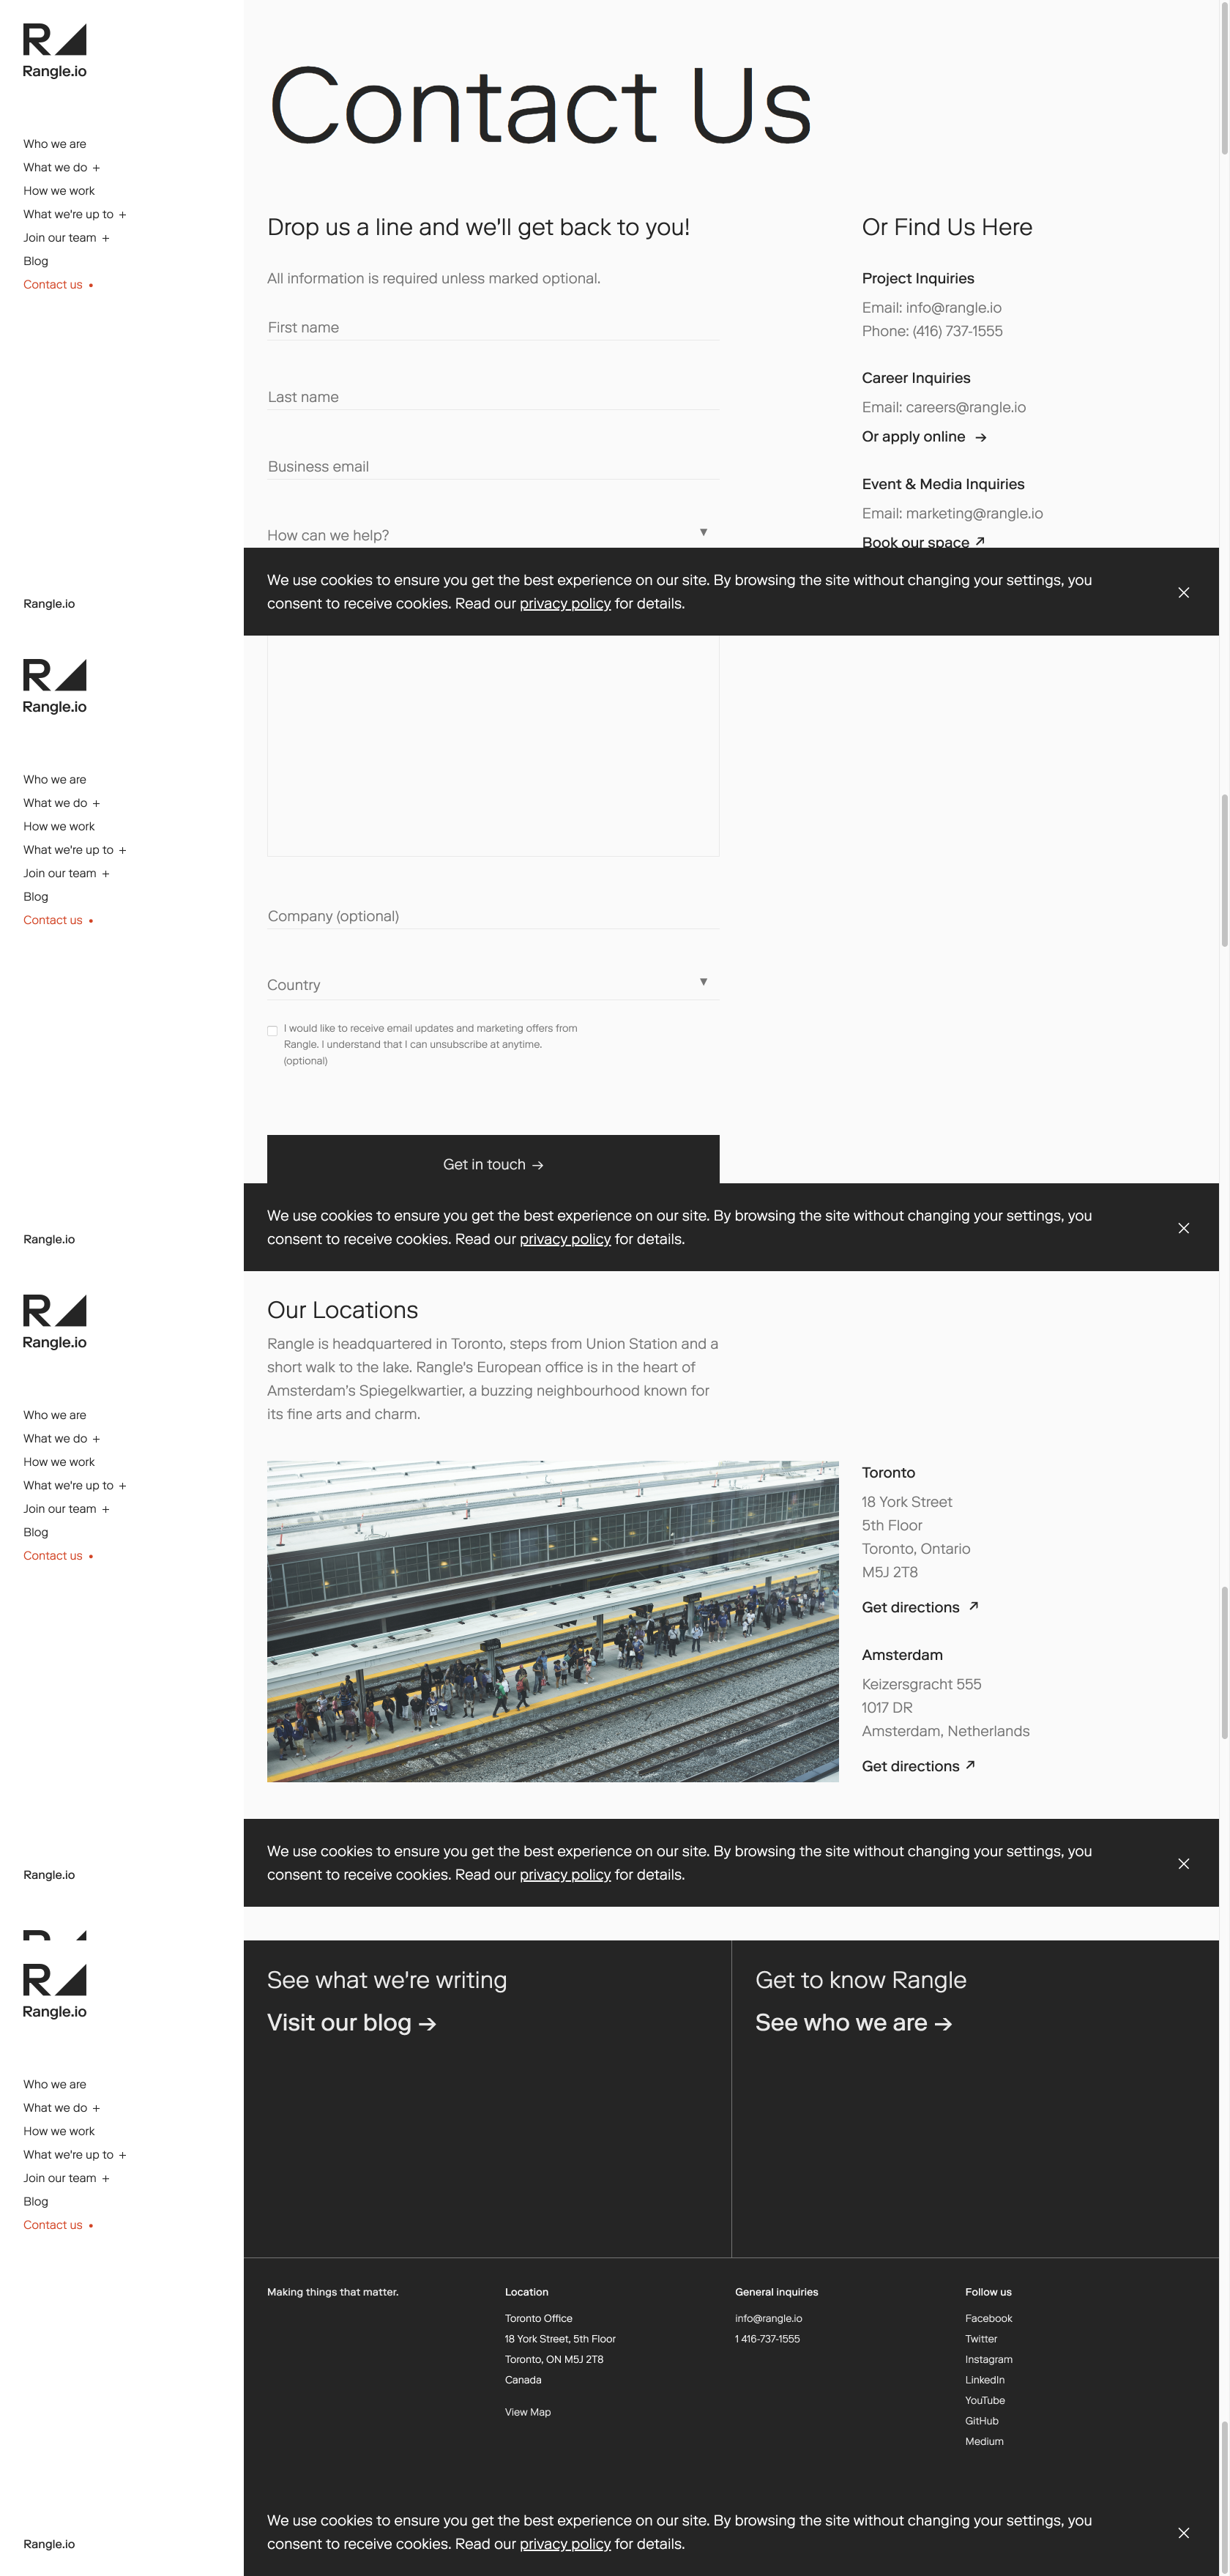 R
Rangle.io
Who we are
What we do +
How we work
What we're up to +
Join our team +
Blog
Contact us •
Rangle.io
Contact Us
Drop us a line and we'll get back to you!
All information is required unless marked optional.
First name
Last name
Business email
How can we help? ▼
Or Find Us Here
Project Inquiries
Email: info@rangle.io
Phone: (416) 737-1555
Career Inquiries
Email: careers@rangle.io
Or apply online →
Event & Media Inquiries
Email: marketing@rangle.io
Book our space ↗
We use cookies to ensure you get the best experience on our site. By browsing the site without changing your settings, you
consent to receive cookies. Read our privacy policy for details.
R
Rangle.io
Who we are
What we do +
How we work
What we're up to +
Join our team +
Blog
Contact us •
Rangle.io
Company (optional)
Country ▼
I would like to receive email updates and marketing offers from
Rangle. I understand that I can unsubscribe at anytime.
(optional)
Get in touch →
We use cookies to ensure you get the best experience on our site. By browsing the site without changing your settings, you
consent to receive cookies. Read our privacy policy for details.
R
Rangle.io
Who we are
What we do +
How we work
What we're up to +
Join our team +
Blog
Contact us •
Rangle.io
Our Locations
Rangle is headquartered in Toronto, steps from Union Station and a
short walk to the lake. Rangle's European office is in the heart of
Amsterdam's Spiegelkwartier, a buzzing neighbourhood known for
its fine arts and charm.
Toronto
18 York Street
5th Floor
Toronto, Ontario
M5J 2T8
Get directions ↗
Amsterdam
Keizersgracht 555
1017 DR
Amsterdam, Netherlands
Get directions ↗
We use cookies to ensure you get the best experience on our site. By browsing the site without changing your settings, you
consent to receive cookies. Read our privacy policy for details.
R
Rangle.io
Who we are
What we do +
How we work
What we're up to +
Join our team +
Blog
Contact us •
Rangle.io
See what we're writing
Visit our blog →
Get to know Rangle
See who we are →
Making things that matter.
Location
Toronto Office
18 York Street, 5th Floor
Toronto, ON M5J 2T8
Canada
View Map
General inquiries
info@rangle.io
1 416-737-1555
Follow us
Facebook
Twitter
Instagram
LinkedIn
YouTube
GitHub
Medium
We use cookies to ensure you get the best experience on our site. By browsing the site without changing your settings, you
consent to receive cookies. Read our privacy policy for details.